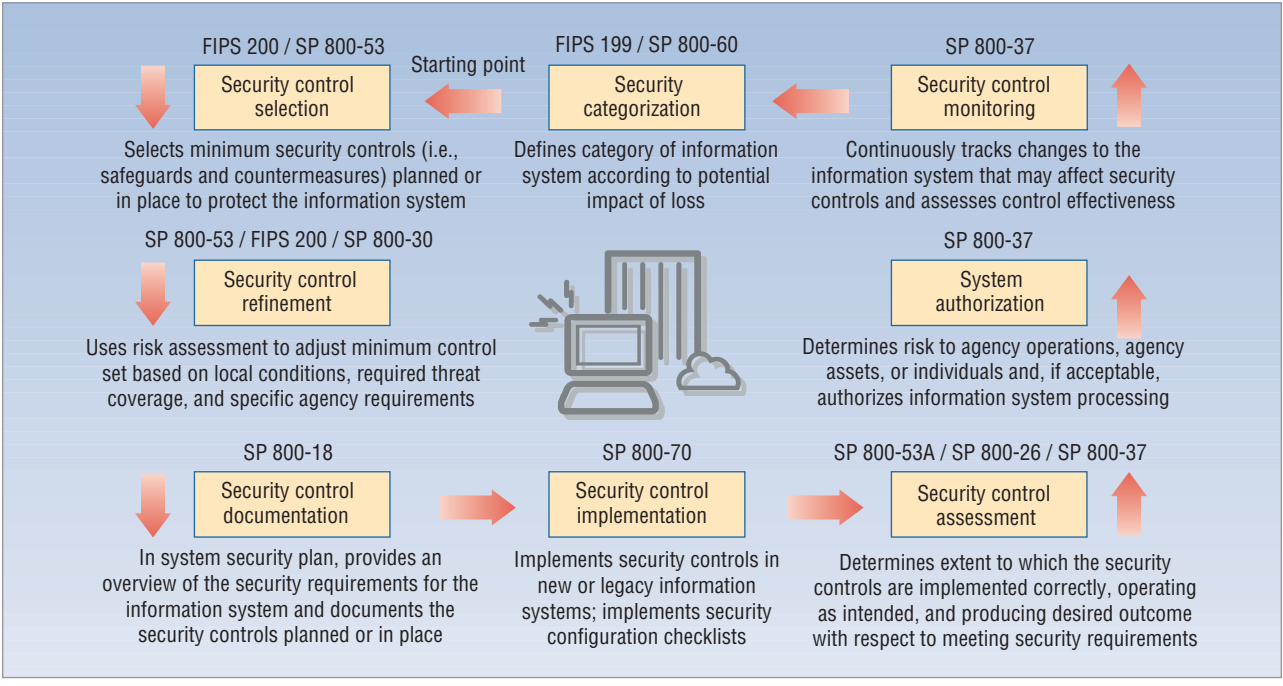 FIPS 200 / SP 800-53
Security control
selection
Selects minimum security controls (i.e.,
safeguards and countermeasures) planned or
in place to protect the information system
Starting point
FIPS 199 / SP 800-60
Security
categorization
Defines category of information
system according to potential
impact of loss
SP 800-37
Security control
monitoring
Continuously tracks changes to the
information system that may affect security
controls and assesses control effectiveness
SP 800-53 / FIPS 200 / SP 800-30
Security control
refinement
Uses risk assessment to adjust minimum control
set based on local conditions, required threat
coverage, and specific agency requirements
SP 800-37
System
authorization
Determines risk to agency operations, agency
assets, or individuals and, if acceptable,
authorizes information system processing
SP 800-18
Security control
documentation
In system security plan, provides an
overview of the security requirements for the
information system and documents the
security controls planned or in place
SP 800-70
Security control
implementation
Implements security controls in
new or legacy information
systems; implements security
configuration checklists
SP 800-53A / SP 800-26 / SP 800-37
Security control
assessment
Determines extent to which the security
controls are implemented correctly, operating
as intended, and producing desired outcome
with respect to meeting security requirements